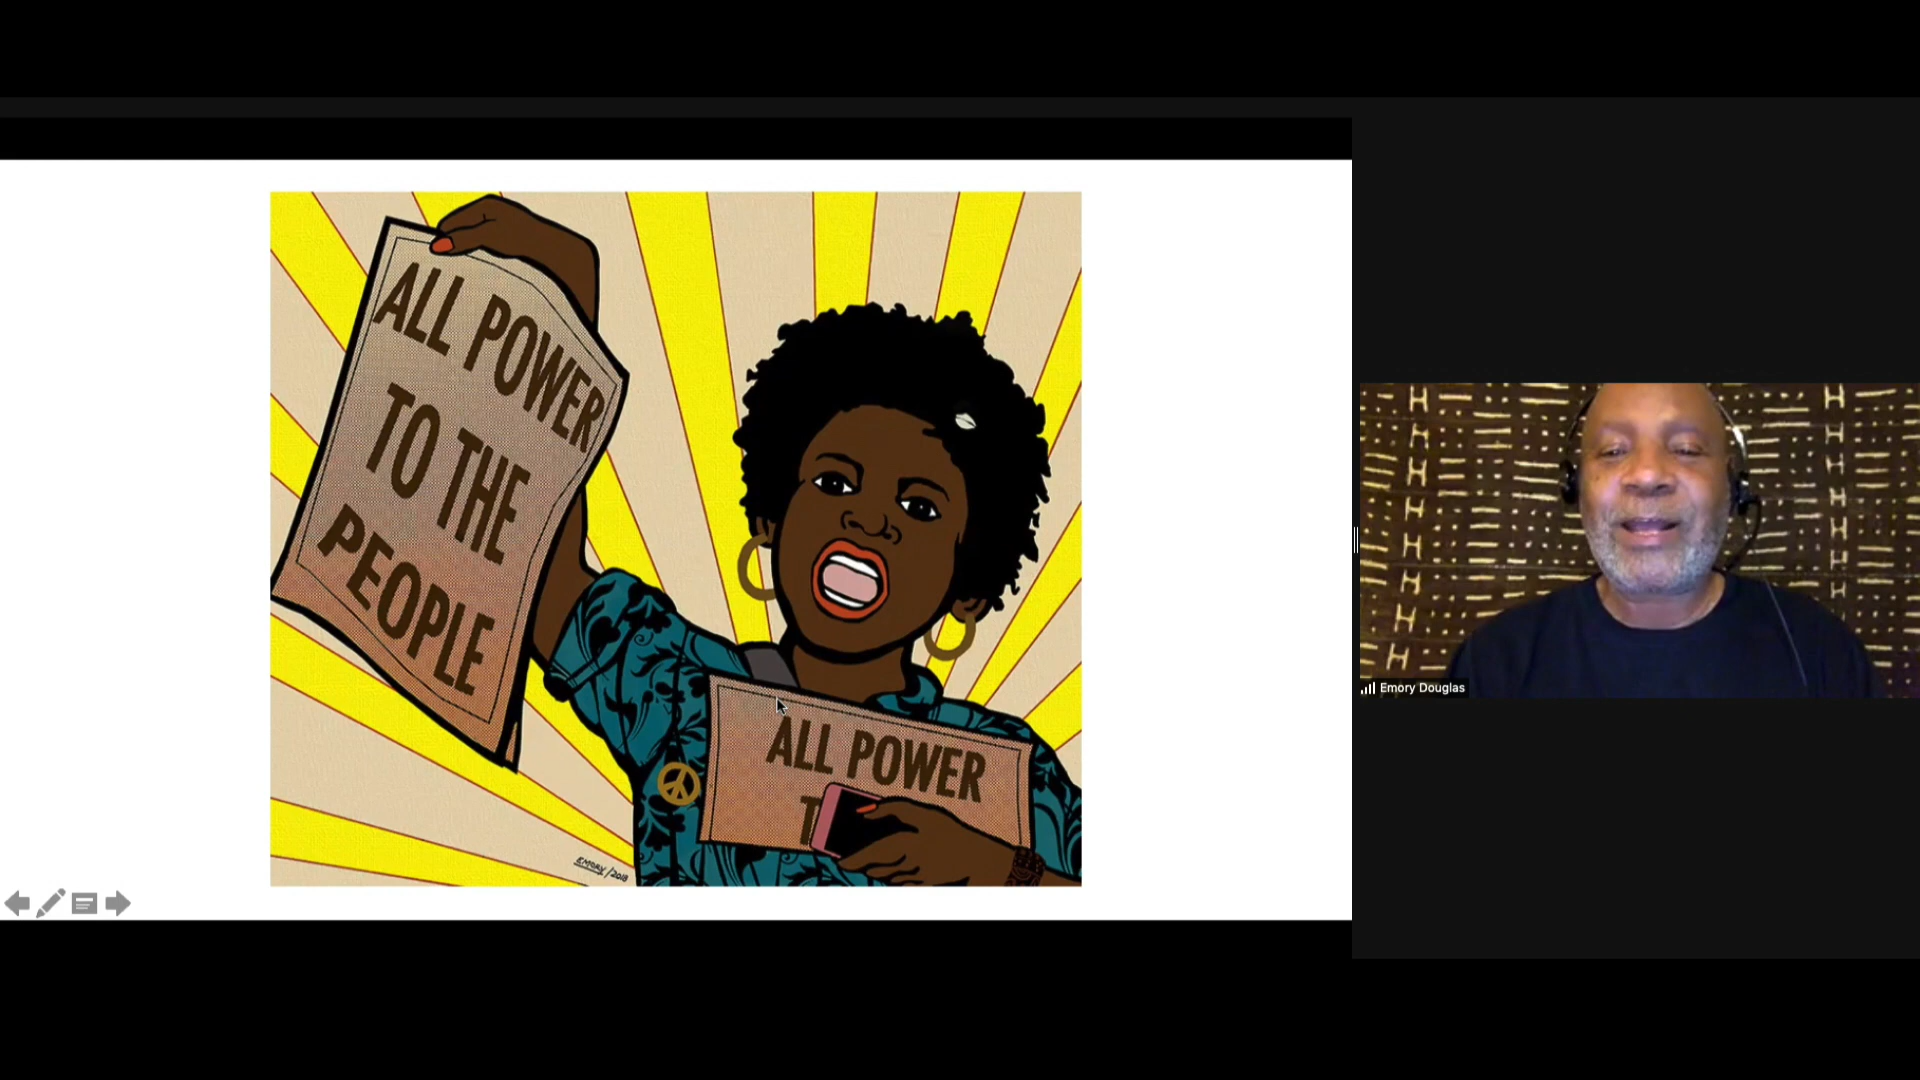 ALL POWER
TO THE
PEOPLE
ALL POWER
T
EMORY/2018
Emory Douglas